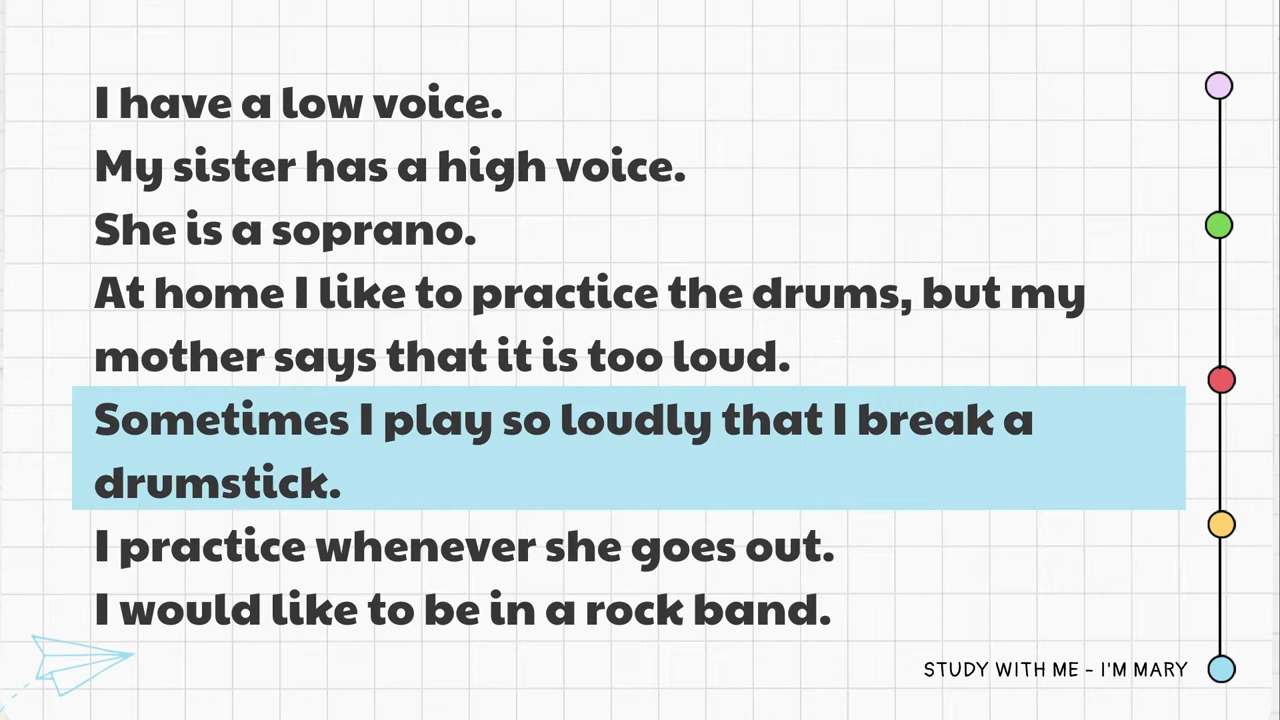 I have a low voice.
My sister has a high voice.
She is a soprano.
At home I like to practice the drums, but my
mother says that it is too loud.
Sometimes I play so loudly that I break a
drumstick.
I practice whenever she goes out.
I would like to be in a rock band.
STUDY WITH ME - I'M MARY